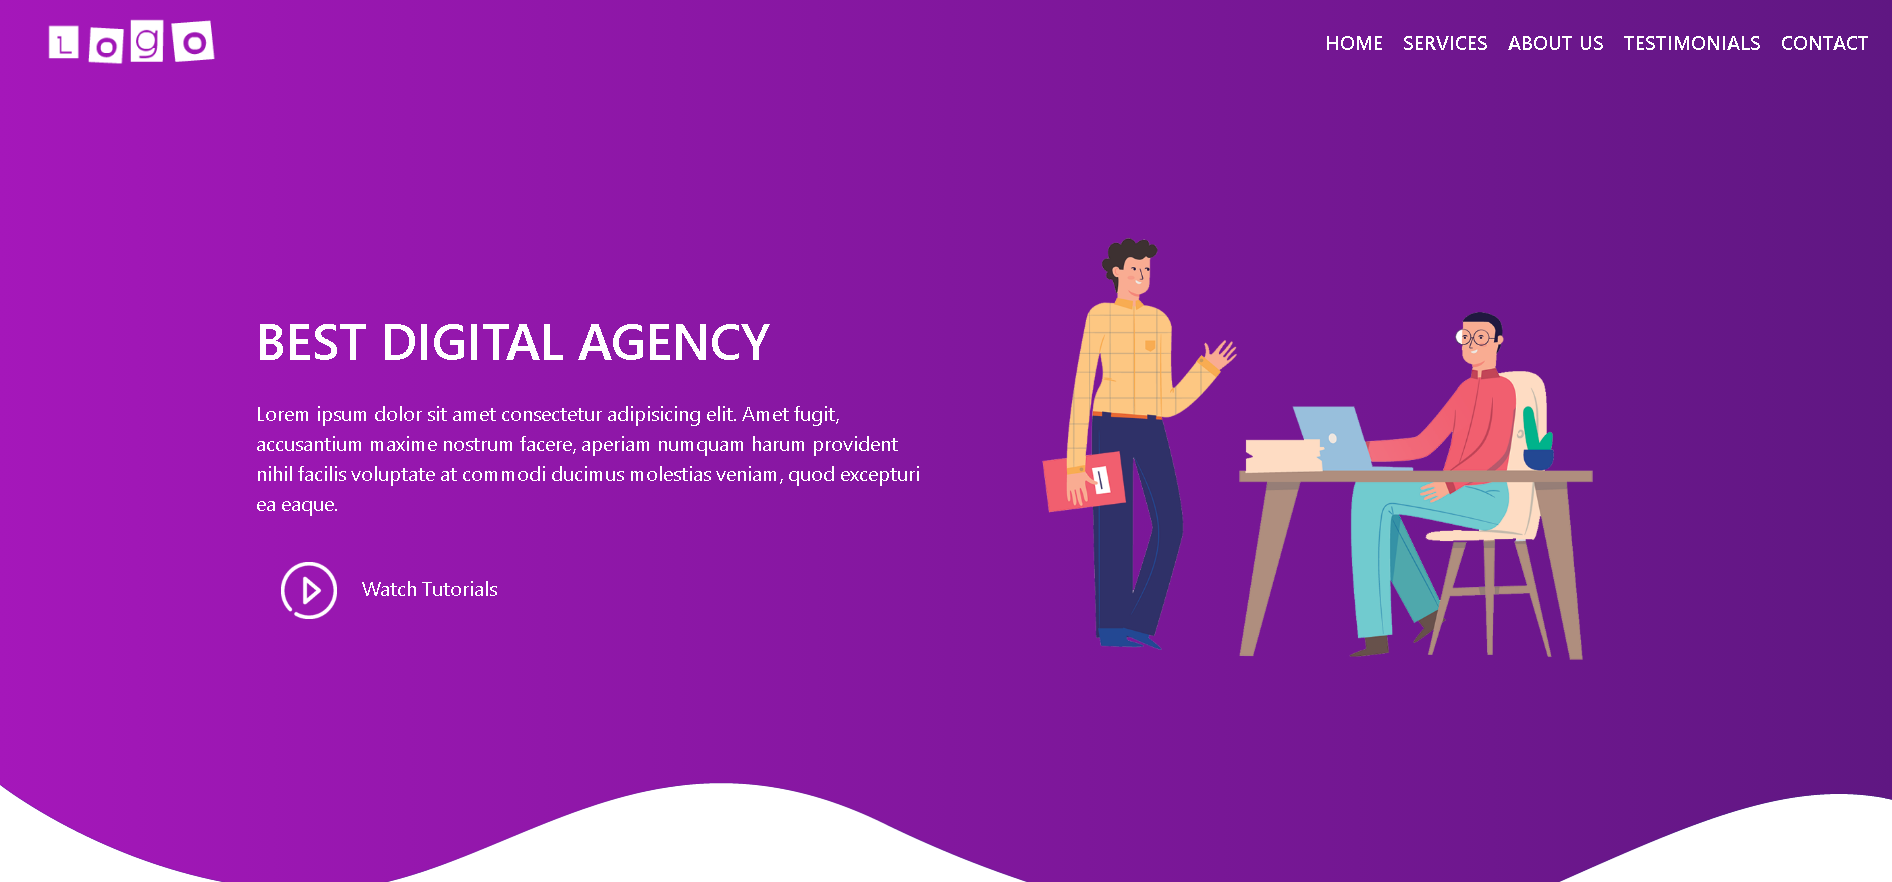 Logo
HOME SERVICES ABOUT US TESTIMONIALS CONTACT
BEST DIGITAL AGENCY
Lorem ipsum dolor sit amet consectetur adipisicing elit. Amet fugit,
accusantium maxime nostrum facere, aperiam numquam harum provident
nihil facilis voluptate at commodi ducimus molestias veniam, quod excepturi
ea eaque.
Watch Tutorials